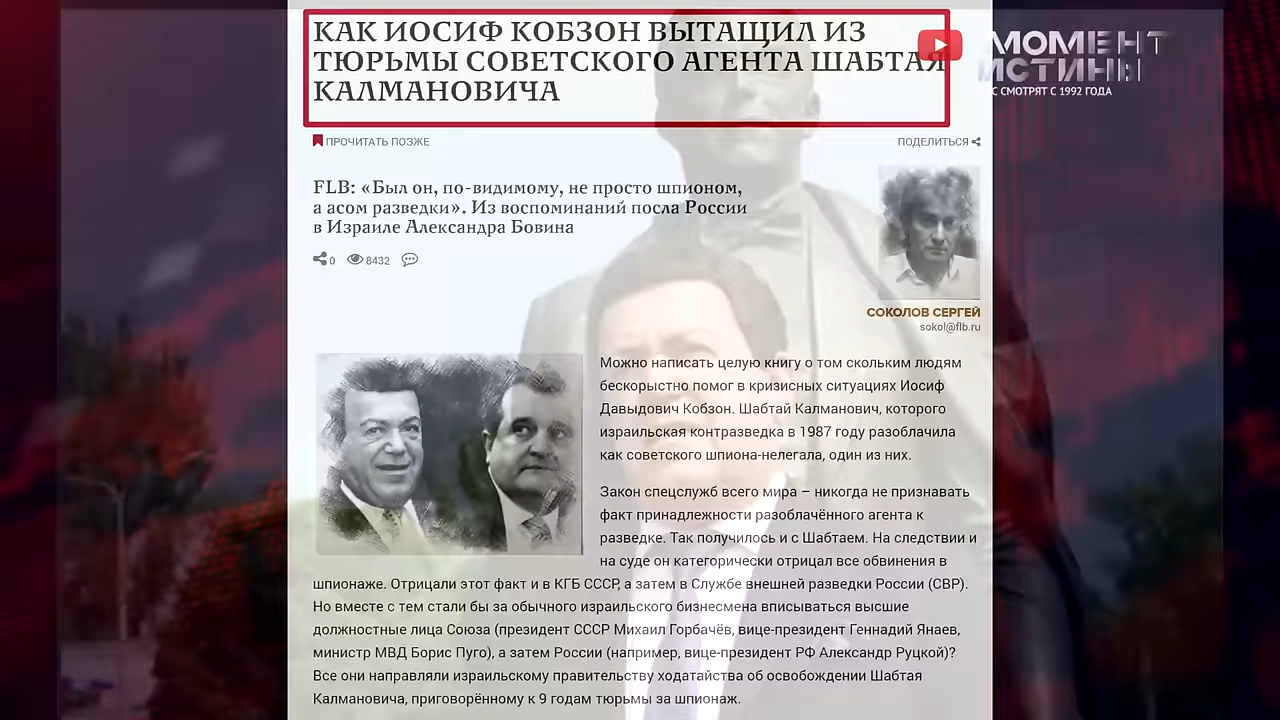 КАК ИОСИФ КОБЗОН ВЫТАЩИЛ ИЗ
ТЮРЬМЫ СОВЕТСКОГО АГЕНТА ШАБТАЯ
КАЛМАНОВИЧА
МОМЕНТ
ИСТИНЫ
С СМОТРЯТ С 1992 ГОДА
ПРОЧИТАТЬ ПОЗЖЕ
ПОДЕЛИТЬСЯ
FLB: «Был он, по-видимому, не просто шпионом,
а асом разведки». Из воспоминаний посла России
в Израиле Александра Бовина
0 8432
СОКОЛОВ СЕРГЕЙ
sokol@flb.ru
Можно написать целую книгу о том скольким людям
бескорыстно помог в кризисных ситуациях Иосиф
Давыдович Кобзон. Шабтай Калманович, которого
израильская контразведка в 1987 году разоблачила
как советского шпиона-нелегала, один из них.
Закон спецслужб всего мира – никогда не признавать
факт принадлежности разоблачённого агента к
разведке. Так получилось и с Шабтаем. На следствии и
на суде он категорически отрицал все обвинения в
шпионаже. Отрицали этот факт и в КГБ СССР, а затем в Службе внешней разведки России (СВР).
Но вместе с тем стали бы за обычного израильского бизнесмена вписываться высшие
должностные лица Союза (президент СССР Михаил Горбачёв, вице-президент Геннадий Янаев,
министр МВД Борис Пуго), а затем России (например, вице-президент РФ Александр Руцкой)?
Все они направляли израильскому правительству ходатайства об освобождении Шабтая
Калмановича, приговорённому к 9 годам тюрьмы за шпионаж.